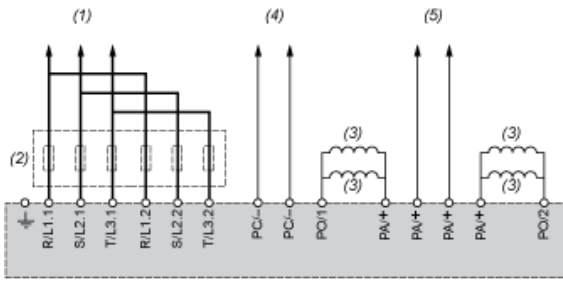 (1) (4) (5)
(3) (3)
(2)
(3) (3)
R/L1.1 S/L2.1 T/L3.1 R/L1.2 S/L2.2 T/L3.2 PC/– PC/– PO/1 PA/+ PA/+ PA/+ PA/+ PO/2